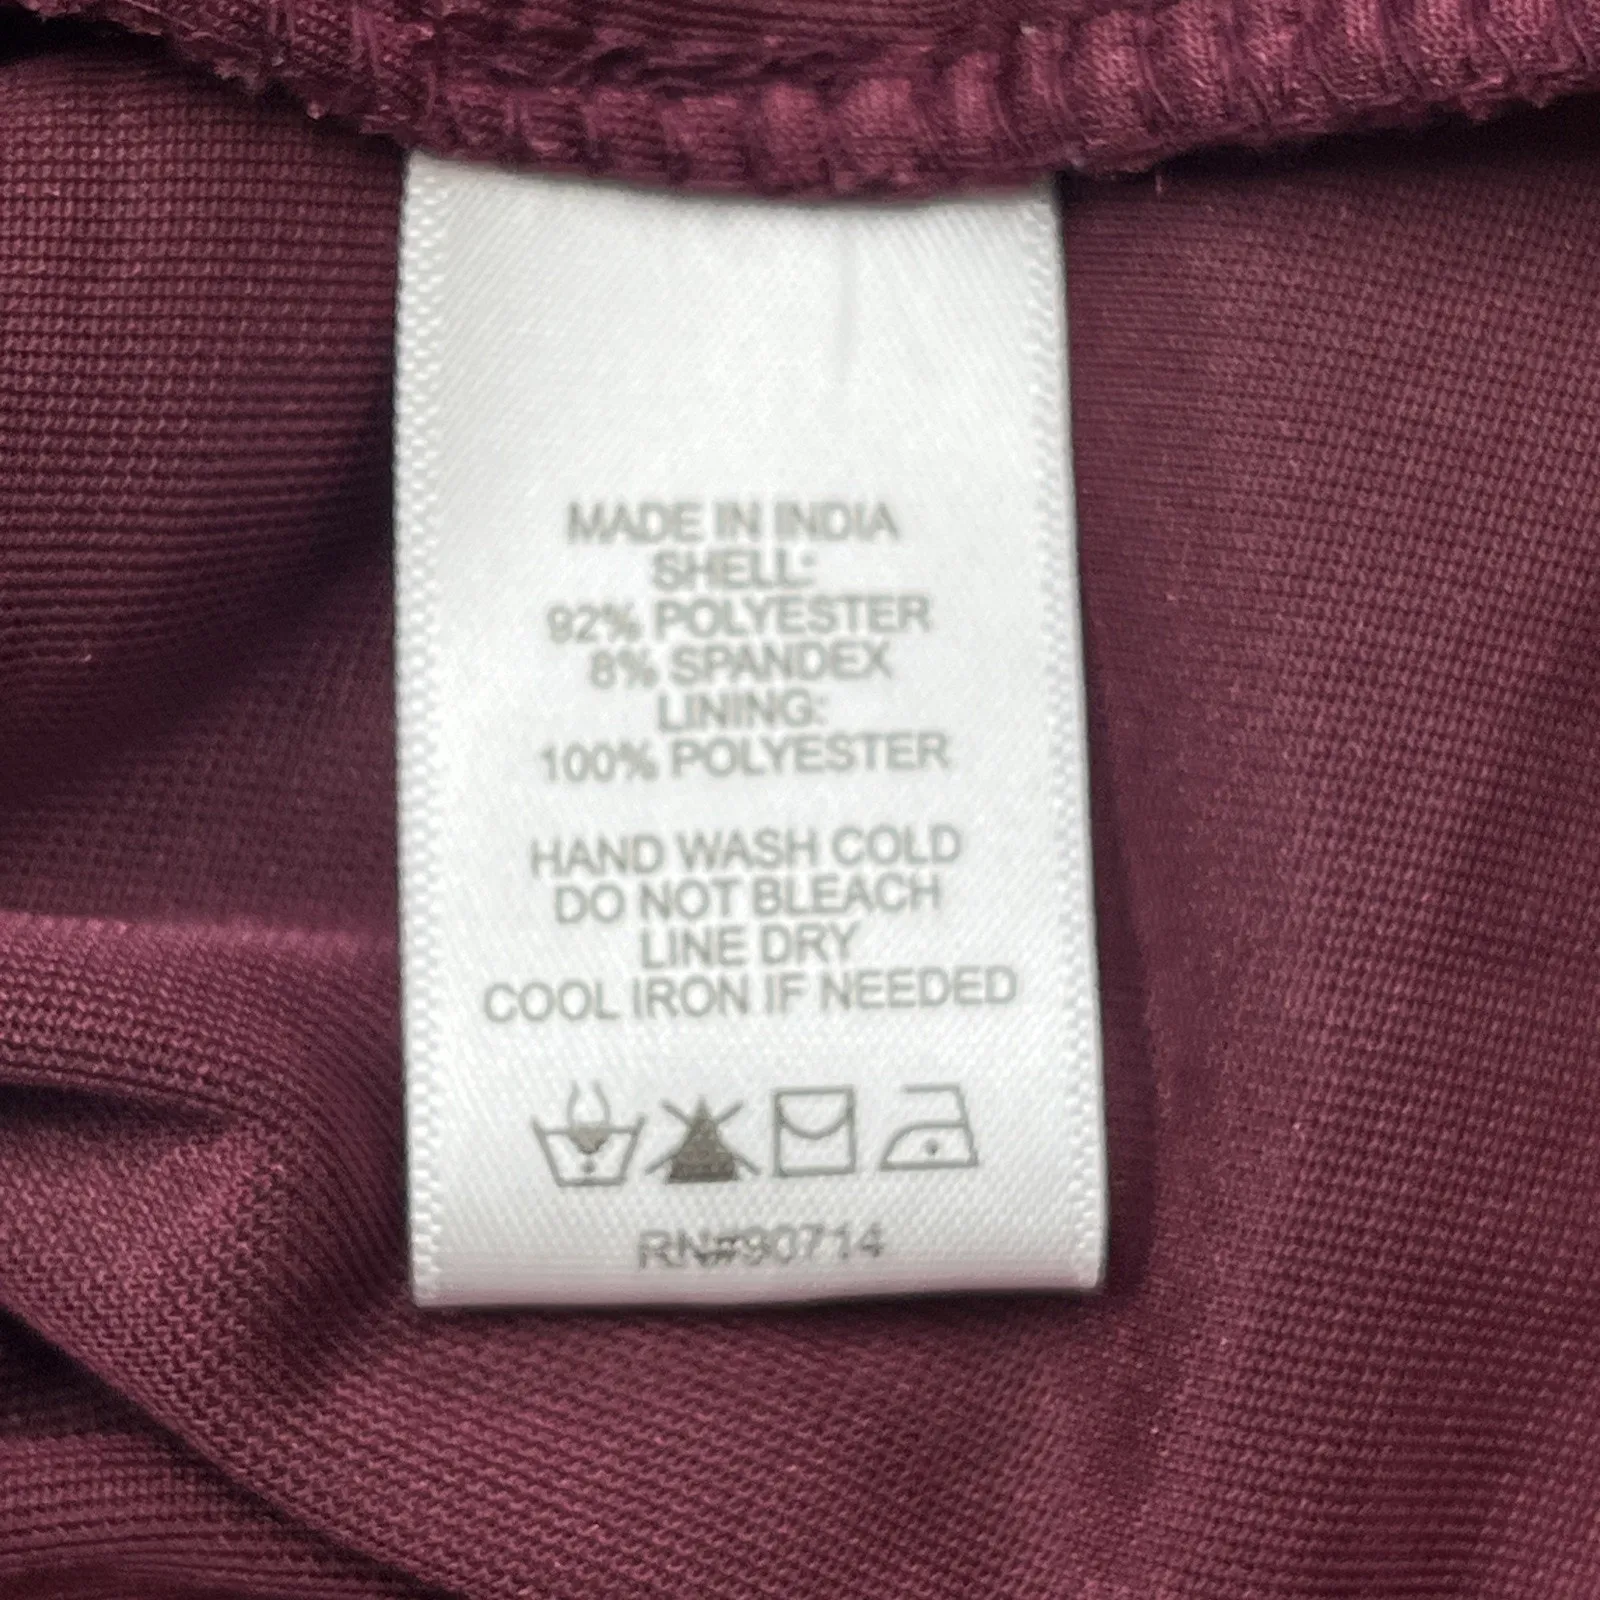 MADE IN INDIA
SHELL:
92% POLYESTER
8% SPANDEX
LINING:
100% POLYESTER
HAND WASH COLD
DO NOT BLEACH
LINE DRY
COOL IRON IF NEEDED
RN#90714